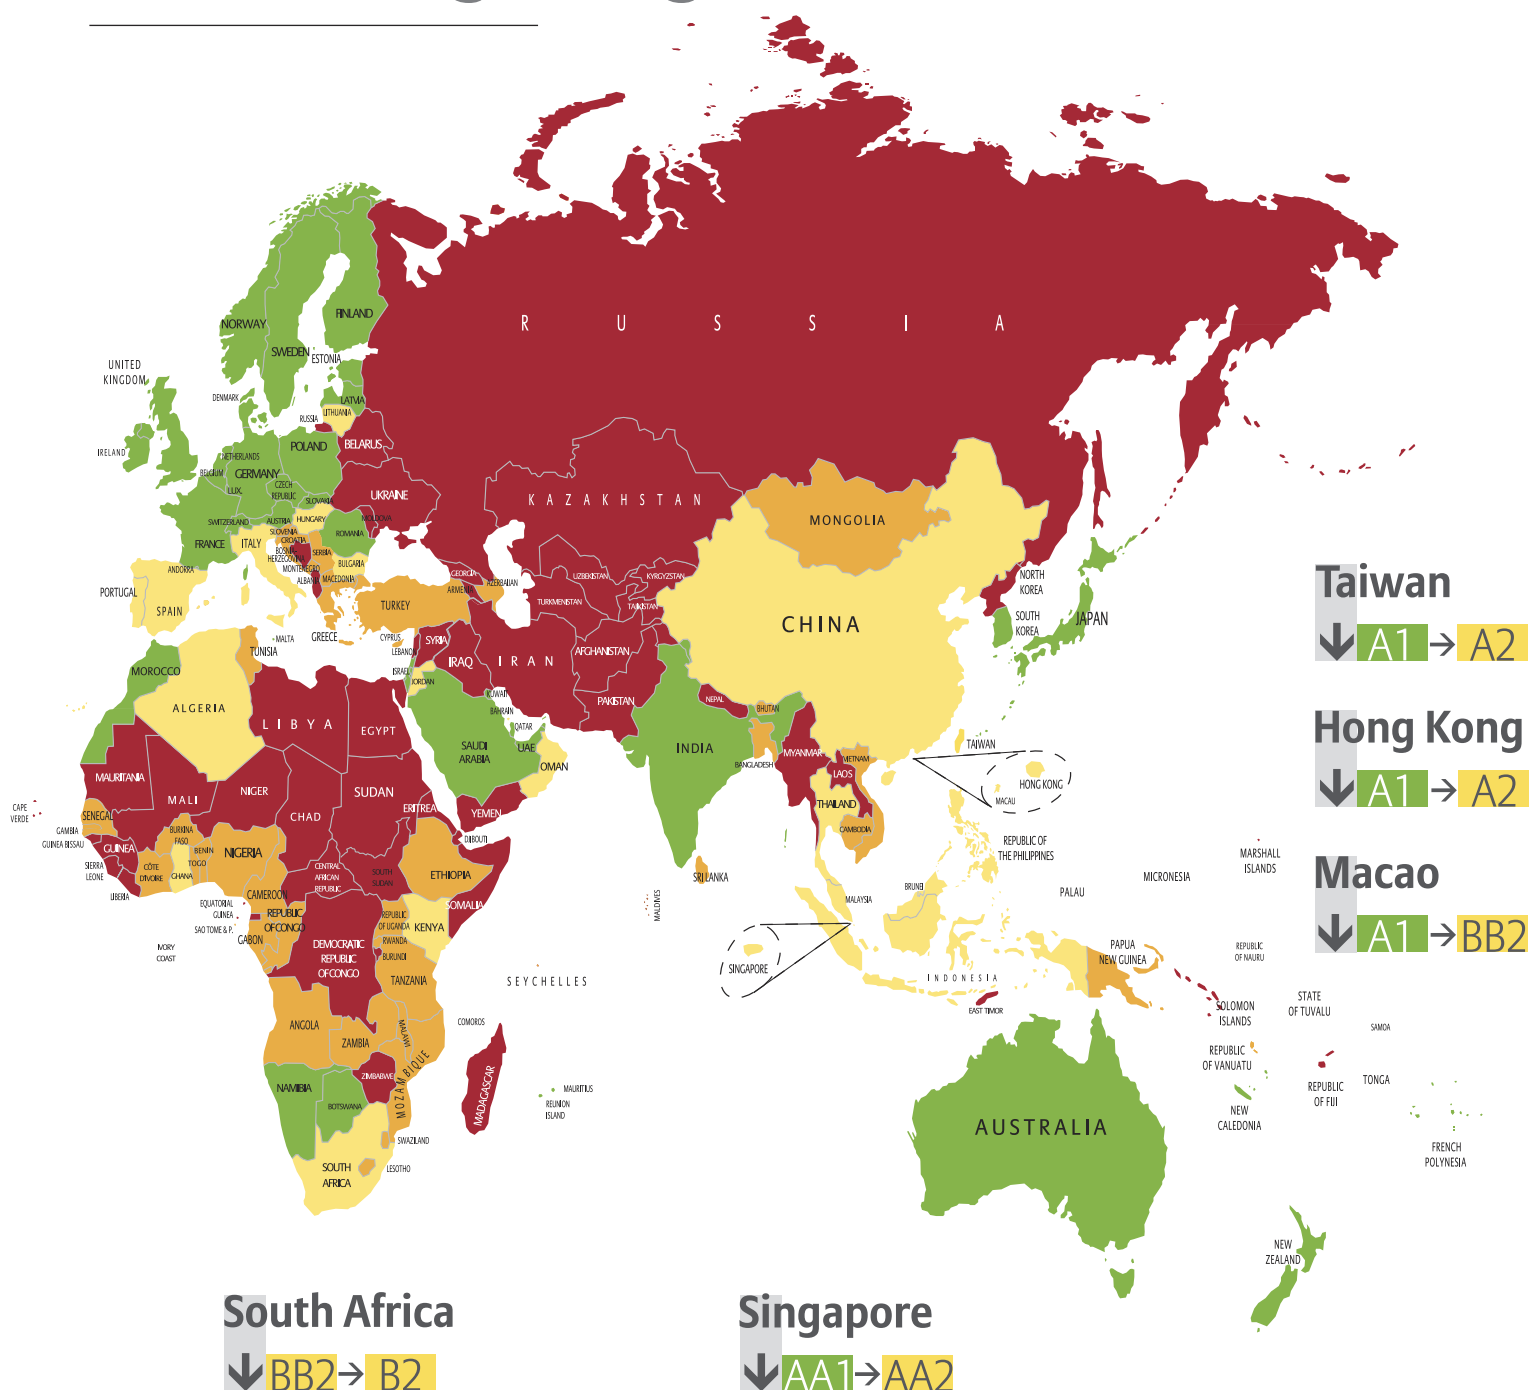 NORWAY
SWEDEN
FINLAND
ESTONIA
UNITED
KINGDOM
DENMARK
LATVIA
LITHUANIA
RUSSIA
IRELAND
NETHERLANDS
BELGIUM
GERMANY
POLAND
BELARUS
LUX.
CZECH
REPUBLIC
SLOVAKIA
UKRAINE
SWITZERLAND
AUSTRIA
HUNGARY
MOLDOVA
FRANCE
ITALY
SLOVENIA
CROATIA
ROMANIA
BOSNIA-
HERZEGOVINA
SERBIA
MONTENEGRO
BULGARIA
ALBANIA
MACEDONIA
ANDORRA
PORTUGAL
SPAIN
GREECE
TURKEY
MALTA
CYPRUS
GEORGIA
ARMENIA
AZERBAIJAN
RUSSIA
KAZAKHSTAN
MONGOLIA
UZBEKISTAN
KYRGYZSTAN
TURKMENISTAN
TAJIKISTAN
CHINA
NORTH
KOREA
SOUTH
KOREA
JAPAN
SYRIA
LEBANON
ISRAEL
JORDAN
IRAQ
IRAN
AFGHANISTAN
PAKISTAN
KUWAIT
BAHRAIN
QATAR
UAE
SAUDI
ARABIA
OMAN
YEMEN
INDIA
NEPAL
BHUTAN
BANGLADESH
MYANMAR
VIETNAM
LAOS
THAILAND
CAMBODIA
TAIWAN
HONG KONG
MACAU
REPUBLIC OF
THE PHILIPPINES
SRI LANKA
MALDIVES
MALAYSIA
BRUNEI
SINGAPORE
INDONESIA
EAST TIMOR
PALAU
MICRONESIA
MARSHALL
ISLANDS
PAPUA
NEW GUINEA
REPUBLIC
OF NAURU
SOLOMON
ISLANDS
STATE
OF TUVALU
SAMOA
REPUBLIC
OF VANUATU
REPUBLIC
OF FIJI
TONGA
NEW
CALEDONIA
FRENCH
POLYNESIA
AUSTRALIA
NEW
ZEALAND
MOROCCO
ALGERIA
TUNISIA
LIBYA
EGYPT
MAURITANIA
MALI
NIGER
CHAD
SUDAN
ERITREA
DJIBOUTI
CAPE
VERDE
SENEGAL
GAMBIA
GUINEA BISSAU
GUINEA
SIERRA
LEONE
LIBERIA
CÔTE
D'IVOIRE
BURKINA
FASO
GHANA
TOGO
BENIN
NIGERIA
CAMEROON
EQUATORIAL
GUINEA
SAO TOME & P.
GABON
REPUBLIC
OF CONGO
IVORY
COAST
CENTRAL
AFRICAN
REPUBLIC
SOUTH
SUDAN
ETHIOPIA
SOMALIA
KENYA
REPUBLIC
OF UGANDA
RWANDA
BURUNDI
DEMOCRATIC
REPUBLIC
OF CONGO
TANZANIA
SEYCHELLES
COMOROS
ANGOLA
ZAMBIA
MALAWI
MOZAMBIQUE
ZIMBABWE
MADAGASCAR
MAURITIUS
REUNION
ISLAND
NAMIBIA
BOTSWANA
SWAZILAND
LESOTHO
SOUTH
AFRICA
Taiwan
A1 → A2
Hong Kong
A1 → A2
Macao
A1 → BB2
South Africa
BB2 → B2
Singapore
AA1 → AA2